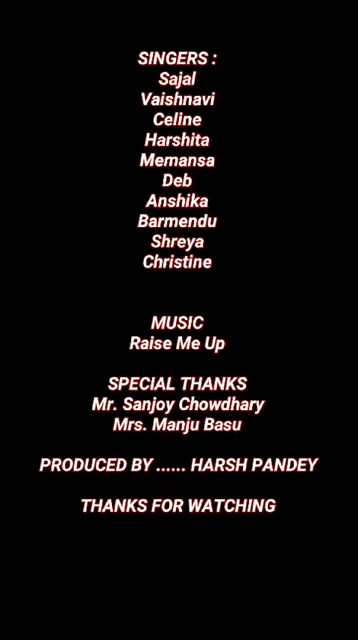 SINGERS :
Sajal
Vaishnavi
Celine
Harshita
Memansa
Deb
Anshika
Barmendu
Shreya
Christine
MUSIC
Raise Me Up
SPECIAL THANKS
Mr. Sanjoy Chowdhary
Mrs. Manju Basu
PRODUCED BY ...... HARSH PANDEY
THANKS FOR WATCHING